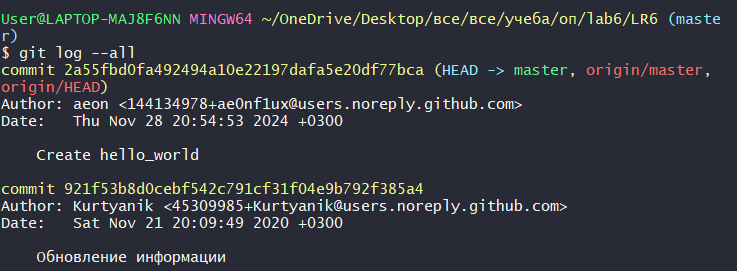 User@LAPTOP-MAJ8F6NN MINGW64 ~/OneDrive/Desktop/все/все/учеба/оп/lab6/LR6 (maste
r)
$ git log --all
commit 2a55fbd0fa492494a10e22197dafa5e20df77bca (HEAD -> master, origin/master,
origin/HEAD)
Author: aeon <144134978+ae0nf1ux@users.noreply.github.com>
Date:   Thu Nov 28 20:54:53 2024 +0300
    Create hello_world
commit 921f53b8d0cebf542c791cf31f04e9b792f385a4
Author: Kurtyanik <45309985+Kurtyanik@users.noreply.github.com>
Date:   Sat Nov 21 20:09:49 2020 +0300
    Обновление информации